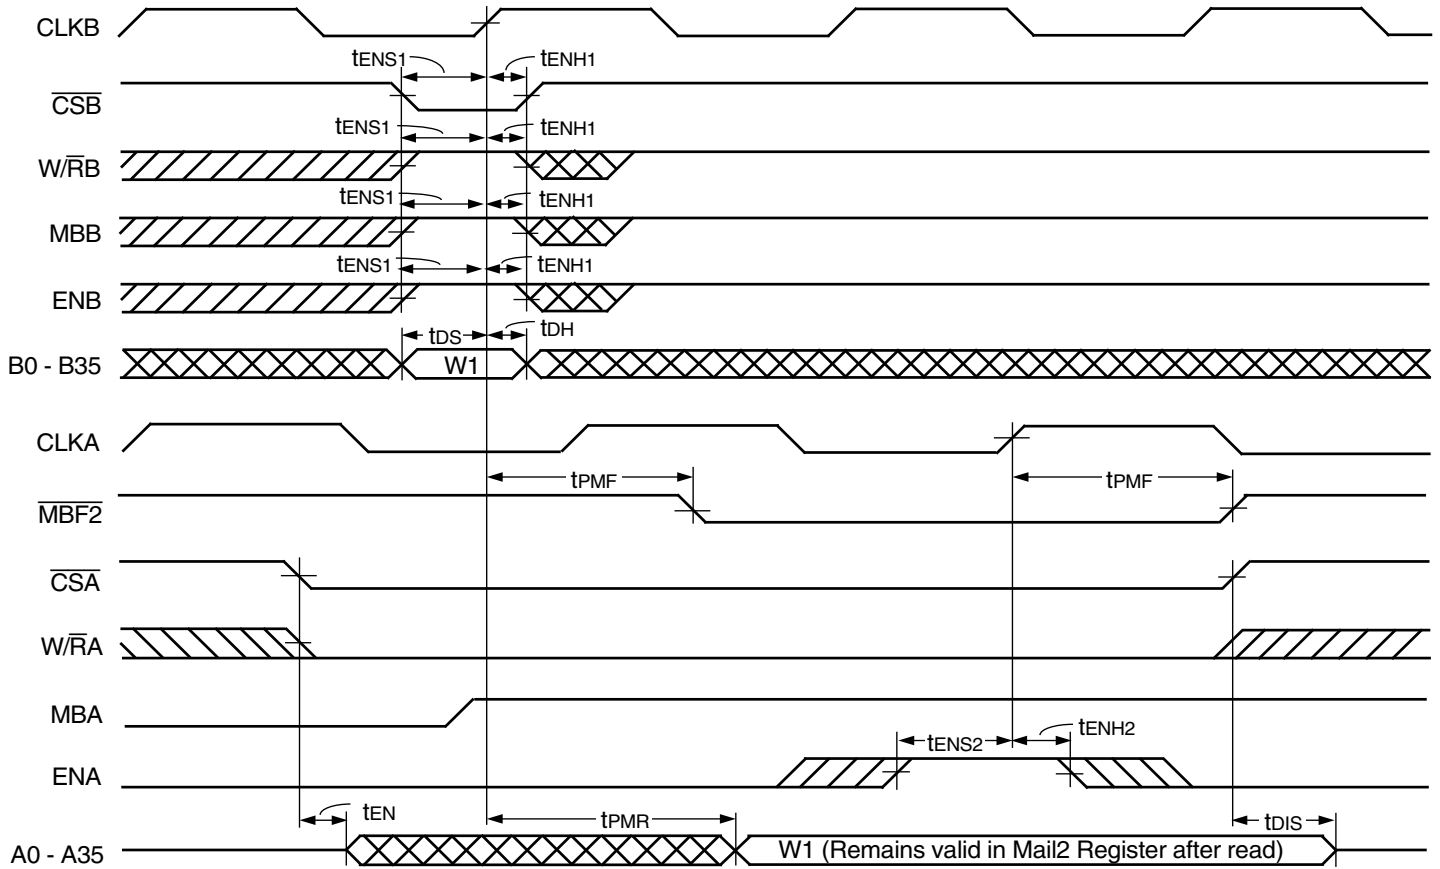 CLKB
tENS1 tENH1
CSB
tENS1 tENH1
W/RB
tENS1 tENH1
MBB
tENS1 tENH1
ENB
tDS tDH
B0 - B35 W1
CLKA
tPMF tPMF
MBF2
CSA
W/RA
MBA
tENS2 tENH2
ENA
tEN tPMR tDIS
A0 - A35 W1 (Remains valid in Mail2 Register after read)